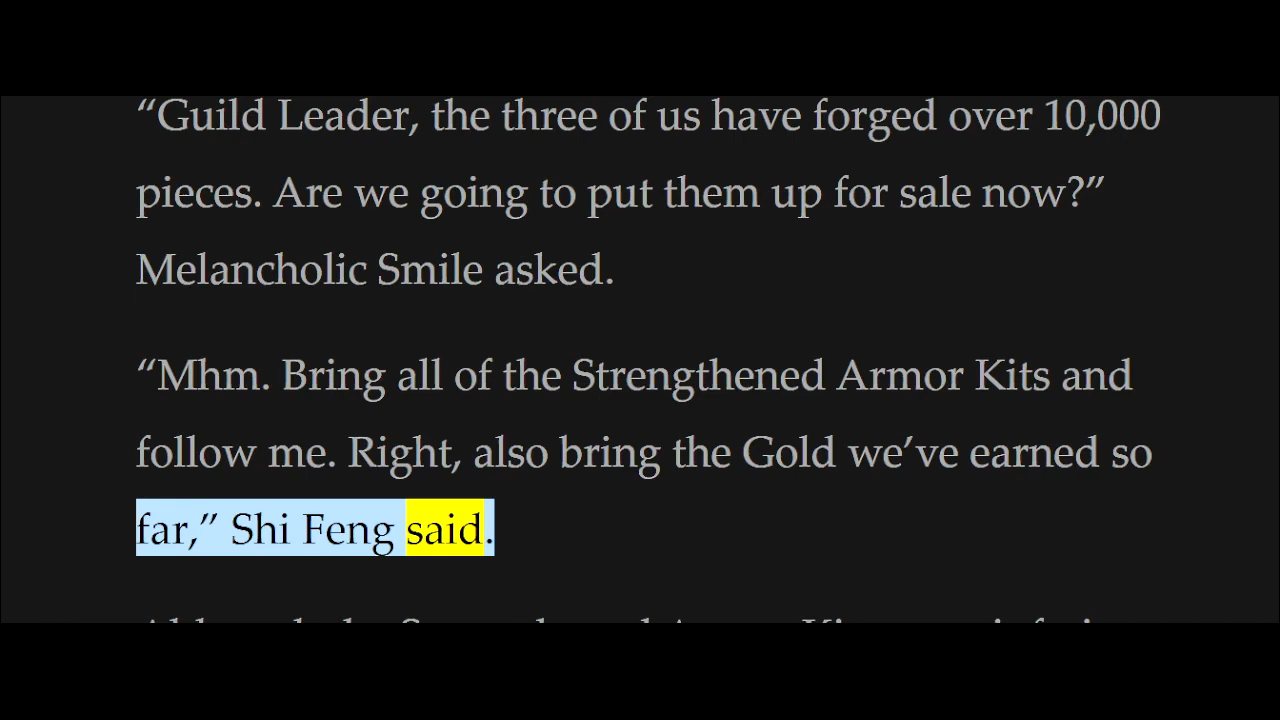 “Guild Leader, the three of us have forged over 10,000
pieces. Are we going to put them up for sale now?”
Melancholic Smile asked.
“Mhm. Bring all of the Strengthened Armor Kits and
follow me. Right, also bring the Gold we’ve earned so
far,” Shi Feng said.